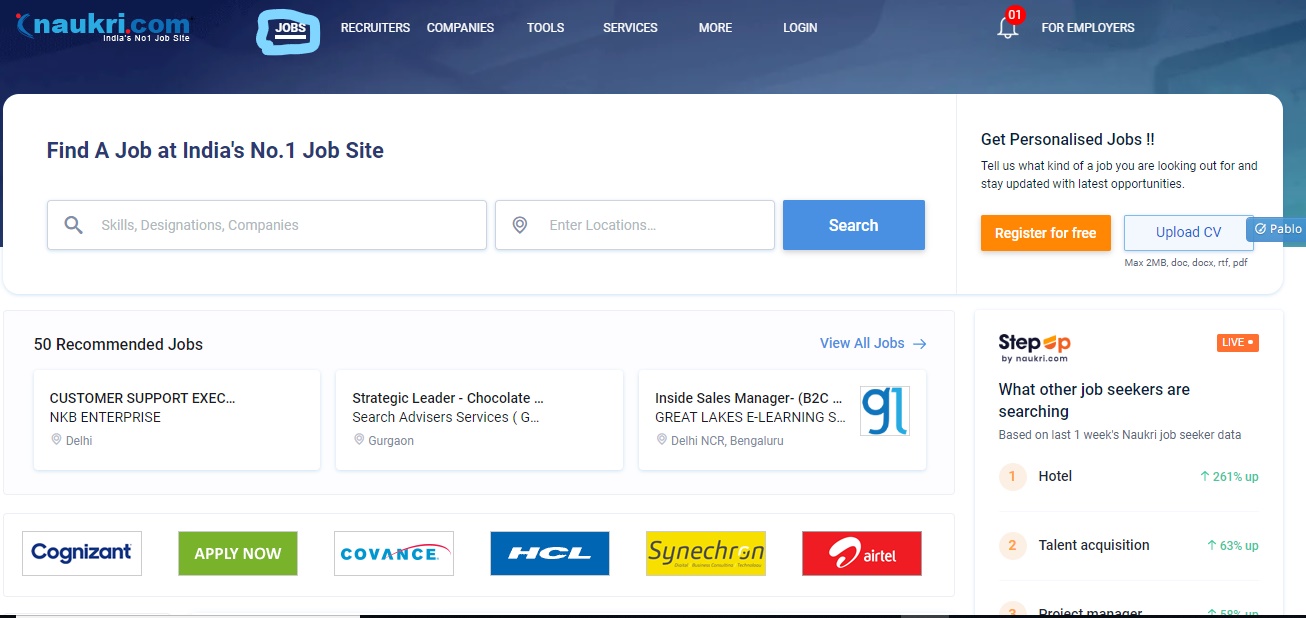 naukri.com
India's No1 Job Site
JOBS
RECRUITERS
COMPANIES
TOOLS
SERVICES
MORE
LOGIN
01
FOR EMPLOYERS
Find A Job at India's No.1 Job Site
Skills, Designations, Companies
Enter Locations...
Search
Get Personalised Jobs !!
Tell us what kind of a job you are looking out for and
stay updated with latest opportunities.
Register for free
Upload CV
Pablo
Max 2MB, doc, docx, rtf, pdf
50 Recommended Jobs
View All Jobs
CUSTOMER SUPPORT EXEC...
NKB ENTERPRISE
Delhi
Strategic Leader - Chocolate ...
Search Advisers Services ( G...
Gurgaon
Inside Sales Manager- (B2C ...
GREAT LAKES E-LEARNING S...
Delhi NCR, Bengaluru
gl
Cognizant
APPLY NOW
COVANCE
HCL
Synechron
Digital Business Consulting Technology
airtel
StepUp
by naukri.com
LIVE
What other job seekers are
searching
Based on last 1 week's Naukri job seeker data
1 Hotel 261% up
2 Talent acquisition 63% up
3 Project manager 58% up